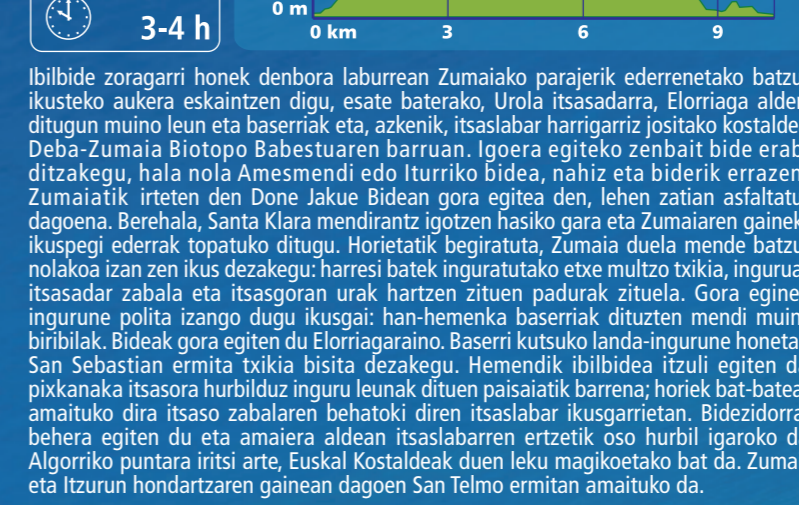 3-4 h
0 m
0 km 3 6 9
Ibilbide zoragarri honek denbora laburrean Zumaiako parajerik ederrenetako batzu
ikusteko aukera eskaintzen digu, esate baterako, Urola itsasadarra, Elorriaga alde
ditugun muino leun eta baserriak eta, azkenik, itsaslabar harrigarriz jositako kostalde
Deba-Zumaia Biotopo Babestuaren barruan. Igoera egiteko zenbait bide erab
ditzakegu, hala nola Amesmendi edo Iturriko bidea, nahiz eta biderik errazen
Zumaiatik irteten den Done Jakue Bidean gora egitea den, lehen zatian asfaltatu
dagoena. Berehala, Santa Klara mendirantz igotzen hasiko gara eta Zumaiaren gainek
ikuspegi ederrak topatuko ditugu. Horietatik begiratuta, Zumaia duela mende batzu
nolakoa izan zen ikus dezakegu: harresi batek inguratutako etxe multzo txikia, ingurua
itsasadar zabala eta itsasgoran urak hartzen zituen padurak zituela. Gora egine
ingurune polita izango dugu ikusgai: han-hemenka baserriak dituzten mendi muin
biribilak. Bideak gora egiten du Elorriagaraino. Baserri kutsuko landa-ingurune honeta
San Sebastian ermita txikia bisita dezakegu. Hemendik ibilbidea itzuli egiten da
pixkanaka itsasora hurbilduz inguru leunak dituen paisaiatik barrena; horiek bat-batea
amaituko dira itsaso zabalaren behatoki diren itsaslabar ikusgarrietan. Bidezidorra
behera egiten du eta amaiera aldean itsaslabarren ertzetik oso hurbil igaroko d
Algorriko puntara iritsi arte, Euskal Kostaldeak duen leku magikoetako bat da. Zuma
eta Itzurun hondartzaren gainean dagoen San Telmo ermitan amaituko da.